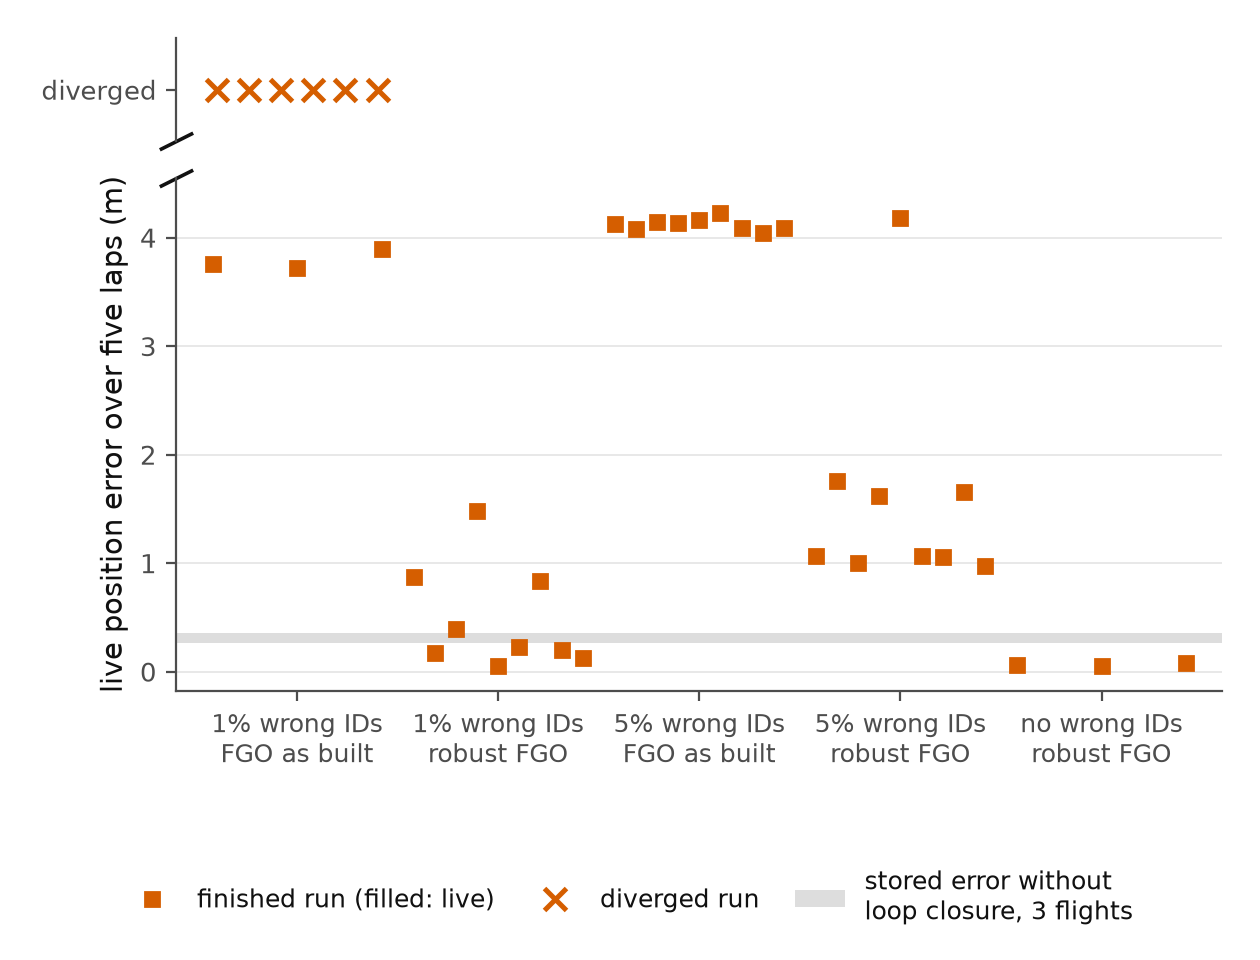 diverged
live position error over five laps (m)
4
3
2
1
0
1% wrong IDs
FGO as built
1% wrong IDs
robust FGO
5% wrong IDs
FGO as built
5% wrong IDs
robust FGO
no wrong IDs
robust FGO
finished run (filled: live)
diverged run
stored error without
loop closure, 3 flights